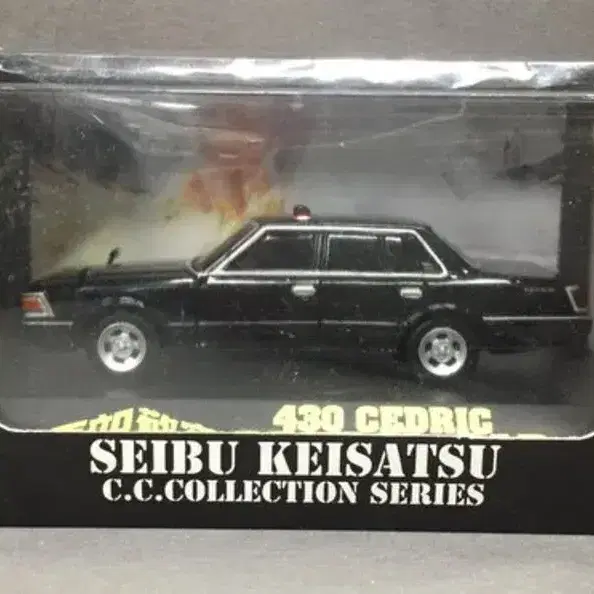 430 CEDRIC
SEIBU KEISATSU
C.C.COLLECTION SERIES